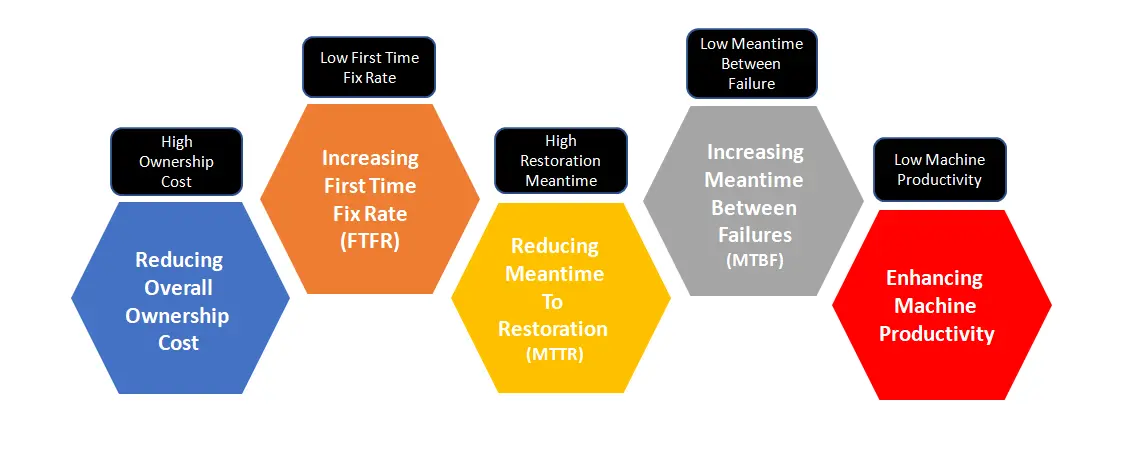 High
Ownership
Cost
Reducing
Overall
Ownership
Cost
Low First Time
Fix Rate
Increasing
First Time
Fix Rate
(FTFR)
High
Restoration
Meantime
Reducing
Meantime
To
Restoration
(MTTR)
Low Meantime
Between
Failure
Increasing
Meantime
Between
Failures
(MTBF)
Low Machine
Productivity
Enhancing
Machine
Productivity